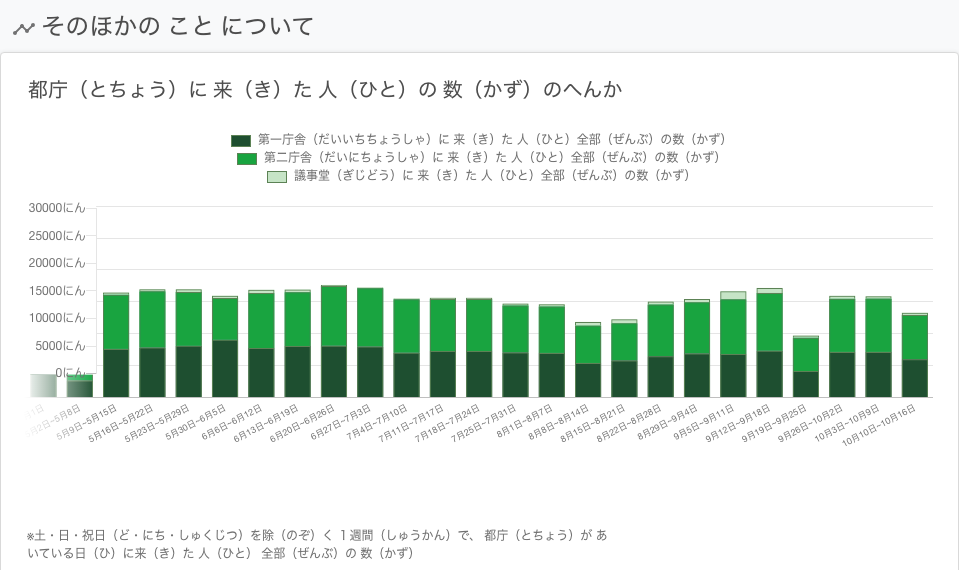 そのほかの こと について
都庁（とちょう）に 来（き）た 人（ひと）の 数（かず）のへんか
第一庁舎（だいいちちょうしゃ）に 来（き）た 人（ひと）全部（ぜんぶ）の数（かず）
第二庁舎（だいにちょうしゃ）に 来（き）た 人（ひと）全部（ぜんぶ）の数（かず）
議事堂（ぎじどう）に 来（き）た 人（ひと）全部（ぜんぶ）の数（かず）
30000にん
25000にん
20000にん
15000にん
10000にん
5000にん
0にん
5月9日~5月15日
5月16日~5月22日
5月23日~5月29日
5月30日~6月5日
6月6日~6月12日
6月13日~6月19日
6月20日~6月26日
6月27日~7月3日
7月4日~7月10日
7月11日~7月17日
7月18日~7月24日
7月25日~7月31日
8月1日~8月7日
8月8日~8月14日
8月15日~8月21日
8月22日~8月28日
8月29日~9月4日
9月5日~9月11日
9月12日~9月18日
9月19日~9月25日
9月26日~10月2日
10月3日~10月9日
10月10日~10月16日
※土・日・祝日（ど・にち・しゅくじつ）を除（のぞ）く １週間（しゅうかん）で、 都庁（とちょう）が あ
いている日（ひ）に来（き）た 人（ひと） 全部（ぜんぶ）の 数（かず）